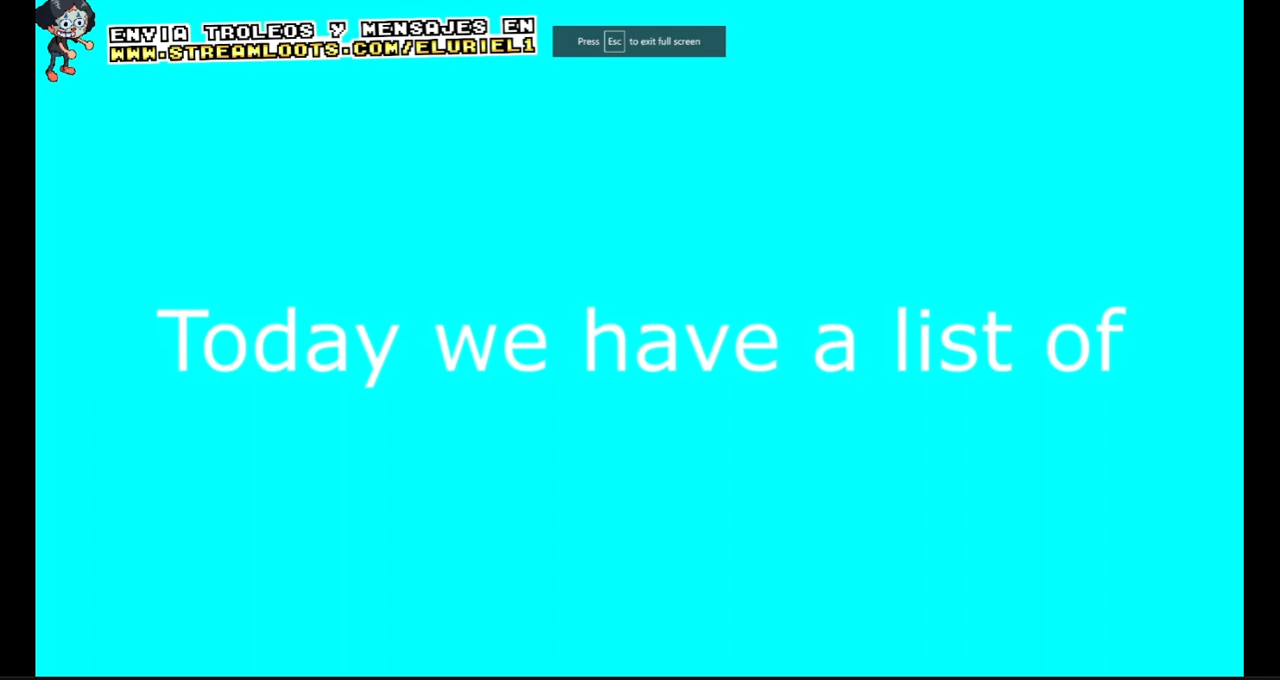 ENVIA TROLEOS Y MENSAJES EN
WWW.STREAMLOOTS.COM/ELURIEL1
Press Esc to exit full screen
Today we have a list of